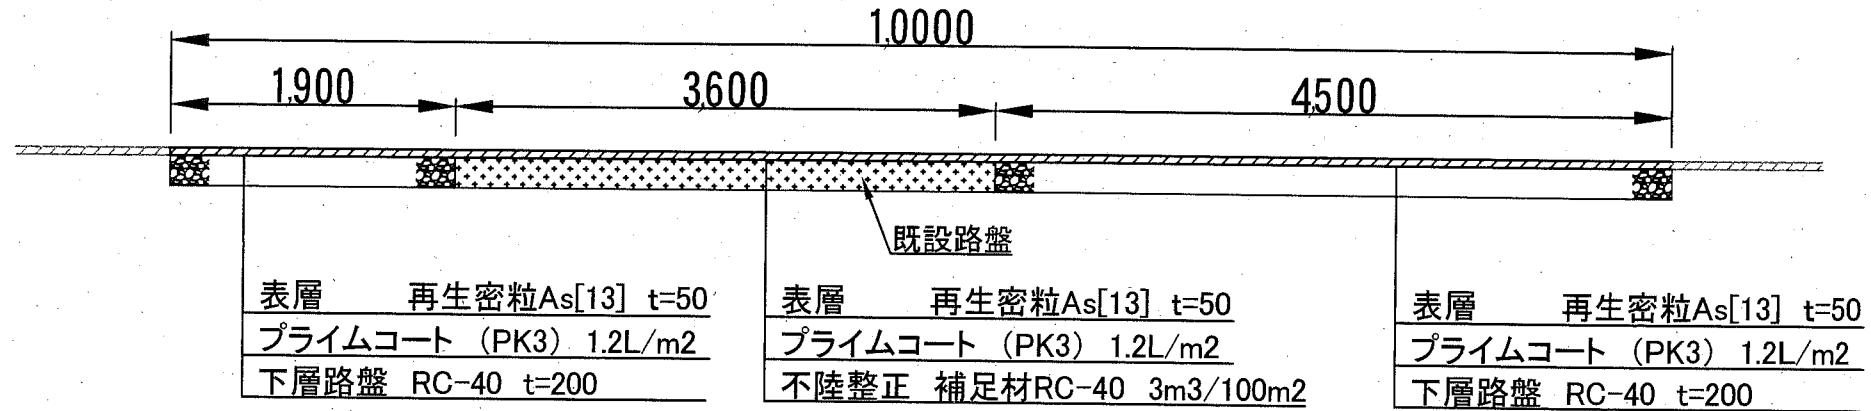 1,0000
1,900
3,600
4,500
既設路盤
表層 再生密粒As[13] t=50
プライムコート (PK3) 1.2L/m2
下層路盤 RC-40 t=200
表層 再生密粒As[13] t=50
プライムコート (PK3) 1.2L/m2
不陸整正 補足材RC-40 3m3/100m2
表層 再生密粒As[13] t=50
プライムコート (PK3) 1.2L/m2
下層路盤 RC-40 t=200